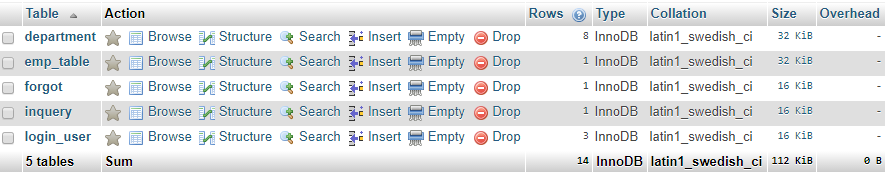 Table Action Rows Type Collation Size Overhead
department Browse Structure Search Insert Empty Drop 8 InnoDB latin1_swedish_ci 32 KiB -
emp_table Browse Structure Search Insert Empty Drop 1 InnoDB latin1_swedish_ci 32 KiB -
forgot Browse Structure Search Insert Empty Drop 1 InnoDB latin1_swedish_ci 16 KiB -
inquery Browse Structure Search Insert Empty Drop 1 InnoDB latin1_swedish_ci 16 KiB -
login_user Browse Structure Search Insert Empty Drop 3 InnoDB latin1_swedish_ci 16 KiB -
5 tables Sum 14 InnoDB latin1_swedish_ci 112 KiB 0 B